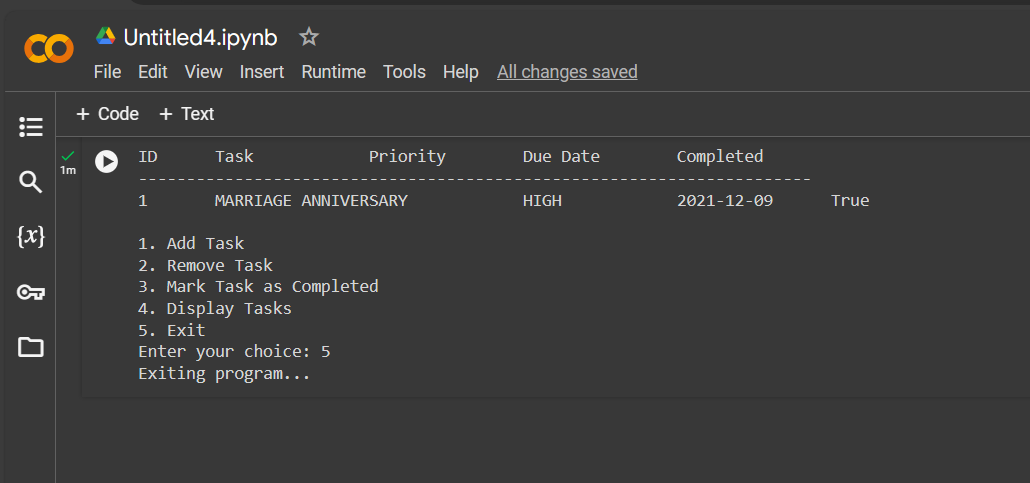 Untitled4.ipynb
File Edit View Insert Runtime Tools Help All changes saved
+ Code + Text
1m
{x}
ID Task Priority Due Date Completed
----------------------------------------------------------------------
1 MARRIAGE ANNIVERSARY HIGH 2021-12-09 True
1. Add Task
2. Remove Task
3. Mark Task as Completed
4. Display Tasks
5. Exit
Enter your choice: 5
Exiting program...